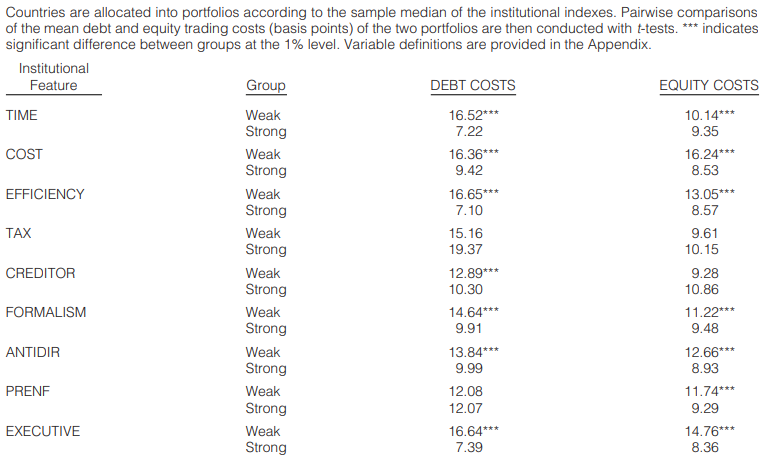 Countries are allocated into portfolios according to the sample median of the institutional indexes. Pairwise comparisons
of the mean debt and equity trading costs (basis points) of the two portfolios are then conducted with t-tests. *** indicates
significant difference between groups at the 1% level. Variable definitions are provided in the Appendix.
Institutional
Feature Group DEBT COSTS EQUITY COSTS
TIME Weak 16.52*** 10.14***
Strong 7.22 9.35
COST Weak 16.36*** 16.24***
Strong 9.42 8.53
EFFICIENCY Weak 16.65*** 13.05***
Strong 7.10 8.57
TAX Weak 15.16 9.61
Strong 19.37 10.15
CREDITOR Weak 12.89*** 9.28
Strong 10.30 10.86
FORMALISM Weak 14.64*** 11.22***
Strong 9.91 9.48
ANTIDIR Weak 13.84*** 12.66***
Strong 9.99 8.93
PRENF Weak 12.08 11.74***
Strong 12.07 9.29
EXECUTIVE Weak 16.64*** 14.76***
Strong 7.39 8.36